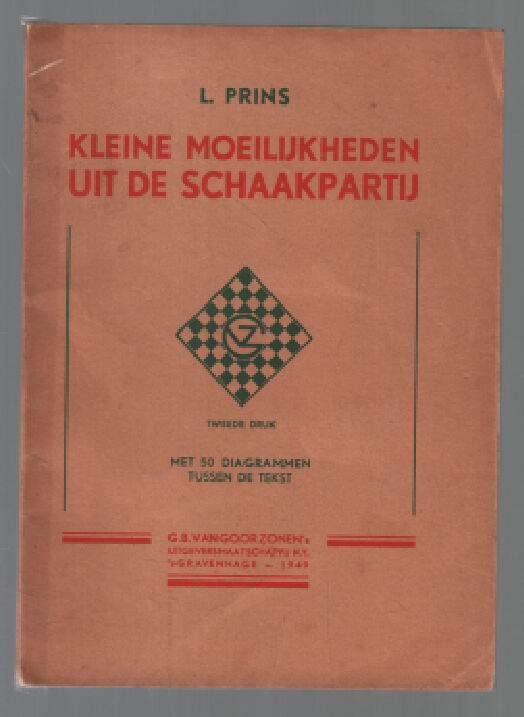 L. PRINS
KLEINE MOEILIJKHEDEN
UIT DE SCHAAKPARTIJ
TWEEDE DRUK
MET 50 DIAGRAMMEN
TUSSEN DE TEKST
G.B. VAN GOOR ZONEN's
UITGEVERSMAATSCHAPPIJ N.V.
's-GRAVENHAGE – 1949